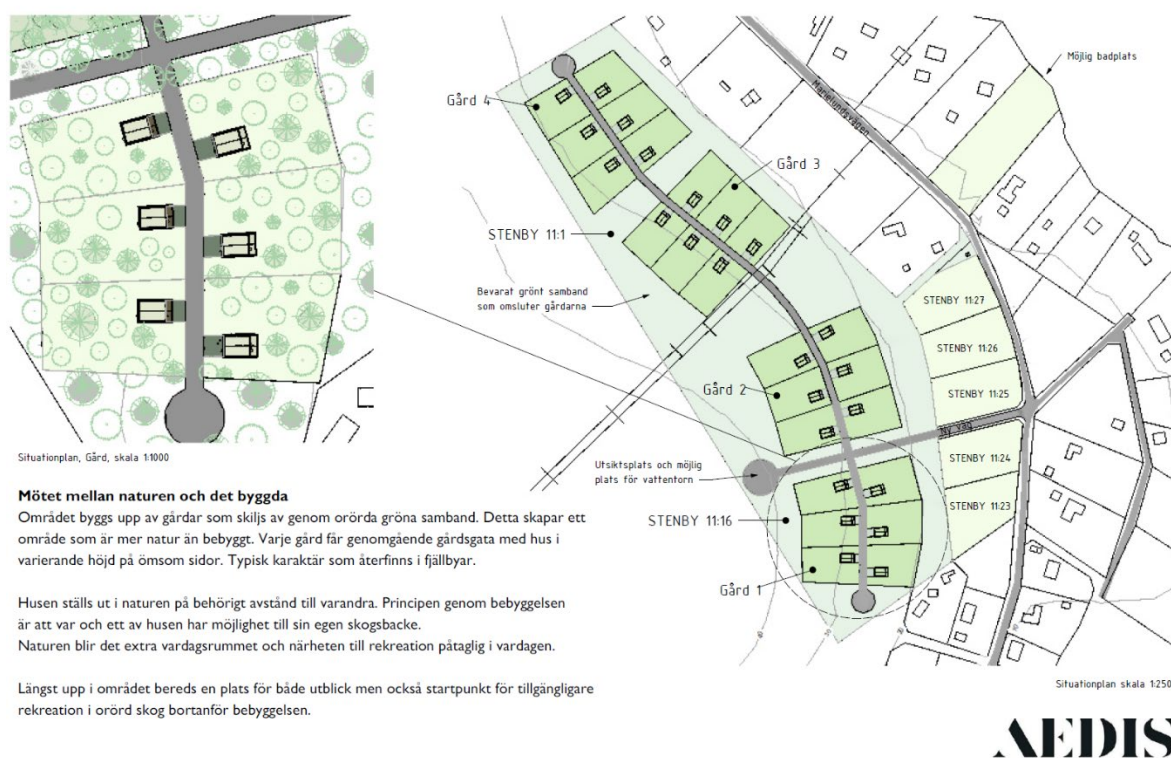 Situationplan, Gård, skala 1:1000
Mötet mellan naturen och det byggda
Området byggs upp av gårdar som skiljs av genom orörda gröna samband. Detta skapar ett
område som är mer natur än bebyggt. Varje gård får genomgående gårdsgata med hus i
varierande höjd på ömsom sidor. Typisk karaktär som återfinns i fjällbyar.
Husen ställs ut i naturen på behörigt avstånd till varandra. Principen genom bebyggelsen
är att var och ett av husen har möjlighet till sin egen skogsbacke.
Naturen blir det extra vardagsrummet och närheten till rekreation påtaglig i vardagen.
Längst upp i området bereds en plats för både utblick men också startpunkt för tillgängligare
rekreation i orörd skog bortanför bebyggelsen.
Möjlig badplats
Marielundsvägen
Gård 4
Gård 3
STENBY 11:1
Bevarat grönt samband
som omsluter gårdarna
STENBY 11:27
STENBY 11:26
STENBY 11:25
Gård 2
Ny väg
STENBY 11:24
Utsiktsplats och möjlig
plats för vattentorn
STENBY 11:23
STENBY 11:16
Gård 1
Situationplan skala 1:250
AEDIS